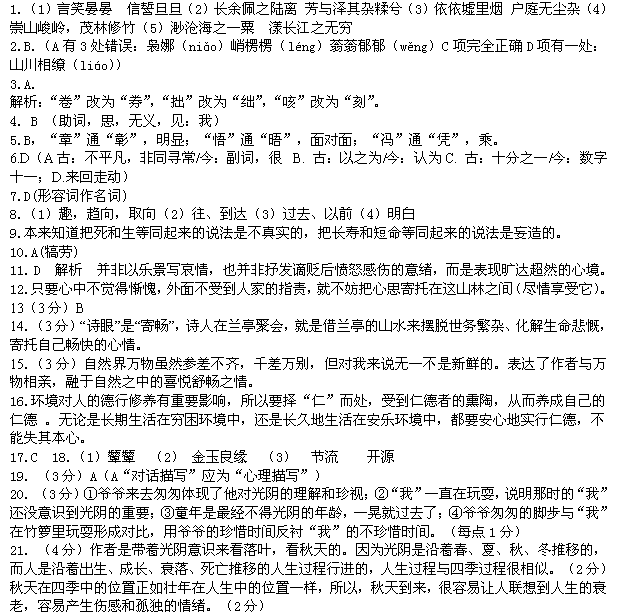 1.（1）言笑晏晏　信誓旦旦（2）长余佩之陆离 芳与泽其杂糅兮（3）依依墟里烟 户庭无尘杂（4）
崇山峻岭，茂林修竹（5）渺沧海之一粟　羡长江之无穷
2.B.（A有3处错误：袅娜（niǎo）峭楞楞（léng）蓊蓊郁郁（wěng）C项完全正确 D项有一处：
山川相缭（liáo））
3.A.
解析：“卷”改为“券”，“拙”改为“绌”，“咳”改为“刻”。
4. B （助词，思，无义，见：我）
5.B，“章”通“彰”，明显；“悟”通“晤”，面对面；“冯”通“凭”，乘。
6.D（A古：不平凡，非同寻常/今：副词，很 B. 古：以之为/今：认为C. 古：十分之一/今：数字
十一；D.来回走动）
7.D(形容词作名词)
8.（1）趣，趋向，取向（2）往、到达（3）过去、以前（4）明白
9.本来知道把死和生等同起来的说法是不真实的，把长寿和短命等同起来的说法是妄造的。
10.A(犒劳)
11. D　解析　并非以乐景写哀情，也并非抒发谪贬后愤怒感伤的意绪，而是表现旷达超然的心境。
12.只要心中不觉得惭愧，外面不受到人家的指责，就不妨把心思寄托在这山林之间（尽情享受它）。
13（3分）B
14.（3分）“诗眼”是“寄畅”，诗人在兰亭聚会，就是借兰亭的山水来摆脱世务繁杂、化解生命悲慨，
寄托自己畅快的心情。
15.（3分）自然界万物虽然参差不齐，千差万别，但对我来说无一不是新鲜的。表达了作者与万
物相亲，融于自然之中的喜悦舒畅之情。
16.环境对人的德行修养有重要影响，所以要择“仁”而处，受到仁德者的熏陶，从而养成自己的
仁德 。无论是长期生活在穷困环境中，还是长久地生活在安乐环境中，都要安心地实行仁德，不
能失其本心。
17.C 18.（1）颦颦 （2） 金玉良缘 （3） 节流　　开源
19. （3分）A（A“对话描写”应为“心理描写”）
20. （3分）①爷爷来去匆匆体现了他对光阴的理解和珍视；②“我”一直在玩耍，说明那时的“我”
还没意识到光阴的重要；③童年是最经不得光阴的年龄，一晃就过去了；④爷爷匆匆的脚步与“我”
在竹箩里玩耍形成对比，用爷爷的珍惜时间反衬“我”的不珍惜时间。（每点1分）
21. （4分）作者是带着光阴意识来看落叶，看秋天的。因为光阴是沿着春、夏、秋、冬推移的，
而人是沿着出生、成长、衰落、死亡推移的人生过程行进的，人生过程与四季过程很相似。（2分）
秋天在四季中的位置正如壮年在人生中的位置一样，所以，秋天到来，很容易让人联想到人生的衰
老，容易产生伤感和孤独的情绪。（2分）